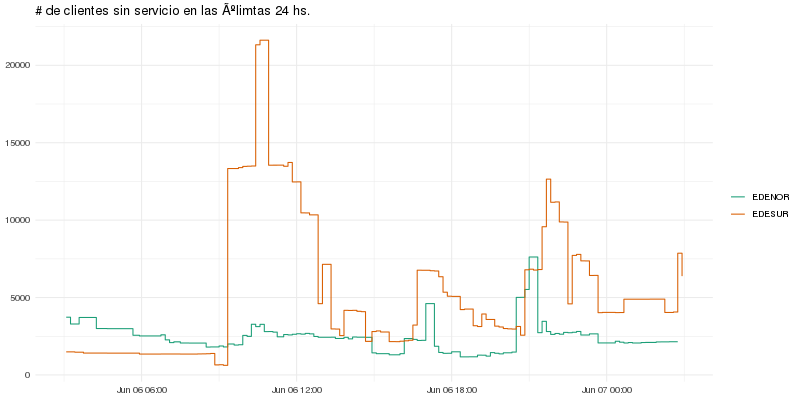 # de clientes sin servicio en las Ãºlimtas 24 hs.
20000
15000
10000
5000
0
Jun 06 06:00
Jun 06 12:00
Jun 06 18:00
Jun 07 00:00
EDENOR
EDESUR